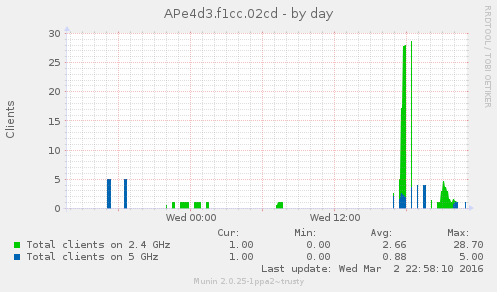 APe4d3.f1cc.02cd - by day
RRDTOOL / TOBI OETIKER
Clients
30
25
20
15
10
5
0
Wed 00:00 Wed 12:00
Cur: Min: Avg: Max:
Total clients on 2.4 GHz 1.00 0.00 2.66 28.70
Total clients on 5 GHz 1.00 0.00 0.88 5.00
Last update: Wed Mar 2 22:58:10 2016
Munin 2.0.25-1ppa2~trusty